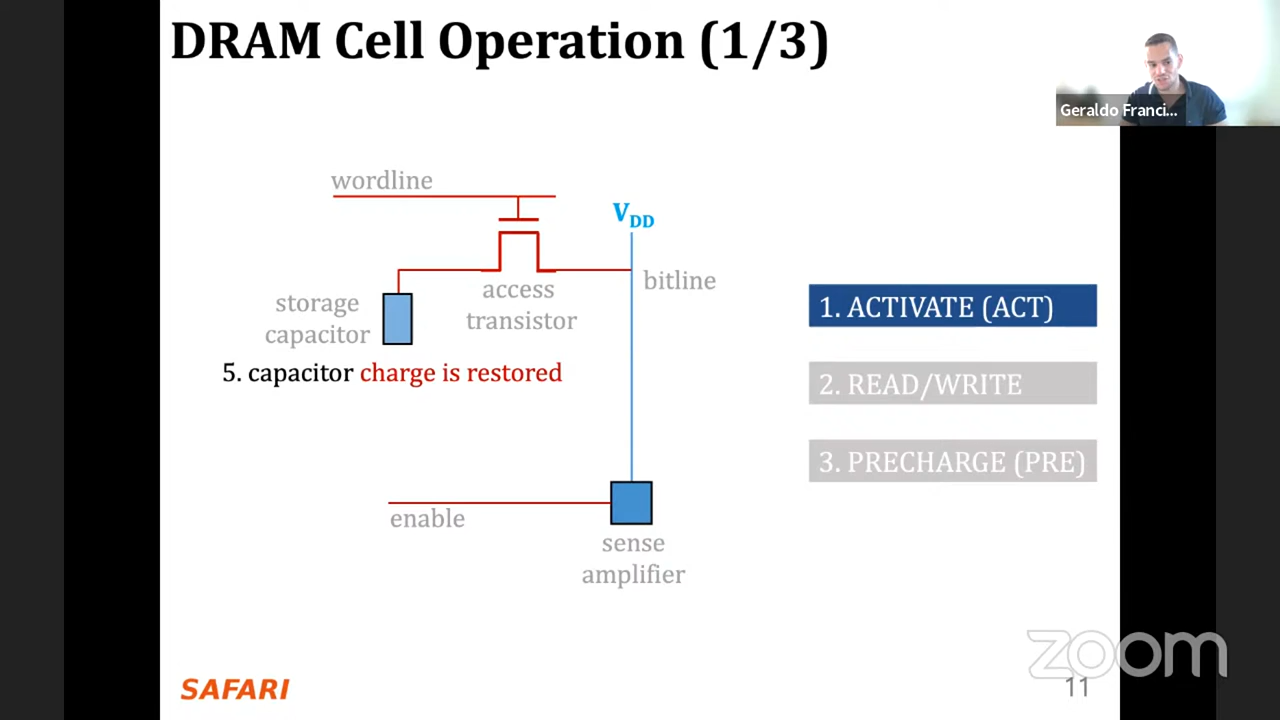 DRAM Cell Operation (1/3)
Geraldo Franci...
wordline
VDD
bitline
storage
capacitor
access
transistor
5. capacitor charge is restored
1. ACTIVATE (ACT)
2. READ/WRITE
3. PRECHARGE (PRE)
enable
sense
amplifier
SAFARI
zoom
11